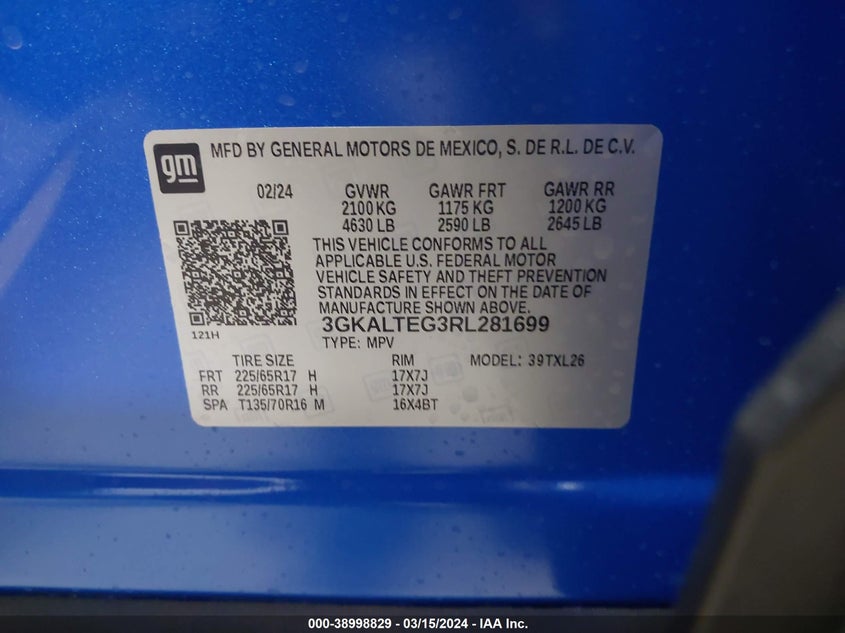 gm
MFD BY GENERAL MOTORS DE MEXICO, S. DE R.L. DE C.V.
02/24 GVWR GAWR FRT GAWR RR
2100 KG 1175 KG 1200 KG
4630 LB 2590 LB 2645 LB
THIS VEHICLE CONFORMS TO ALL
APPLICABLE U.S. FEDERAL MOTOR
VEHICLE SAFETY AND THEFT PREVENTION
STANDARDS IN EFFECT ON THE DATE OF
MANUFACTURE SHOWN ABOVE.
121H
3GKALTEG3RL281699
TYPE: MPV
TIRE SIZE RIM MODEL: 39TXL26
FRT 225/65R17 H 17X7J
RR 225/65R17 H 17X7J
SPA T135/70R16 M 16X4BT
000-38998829 - 03/15/2024 - IAA Inc.